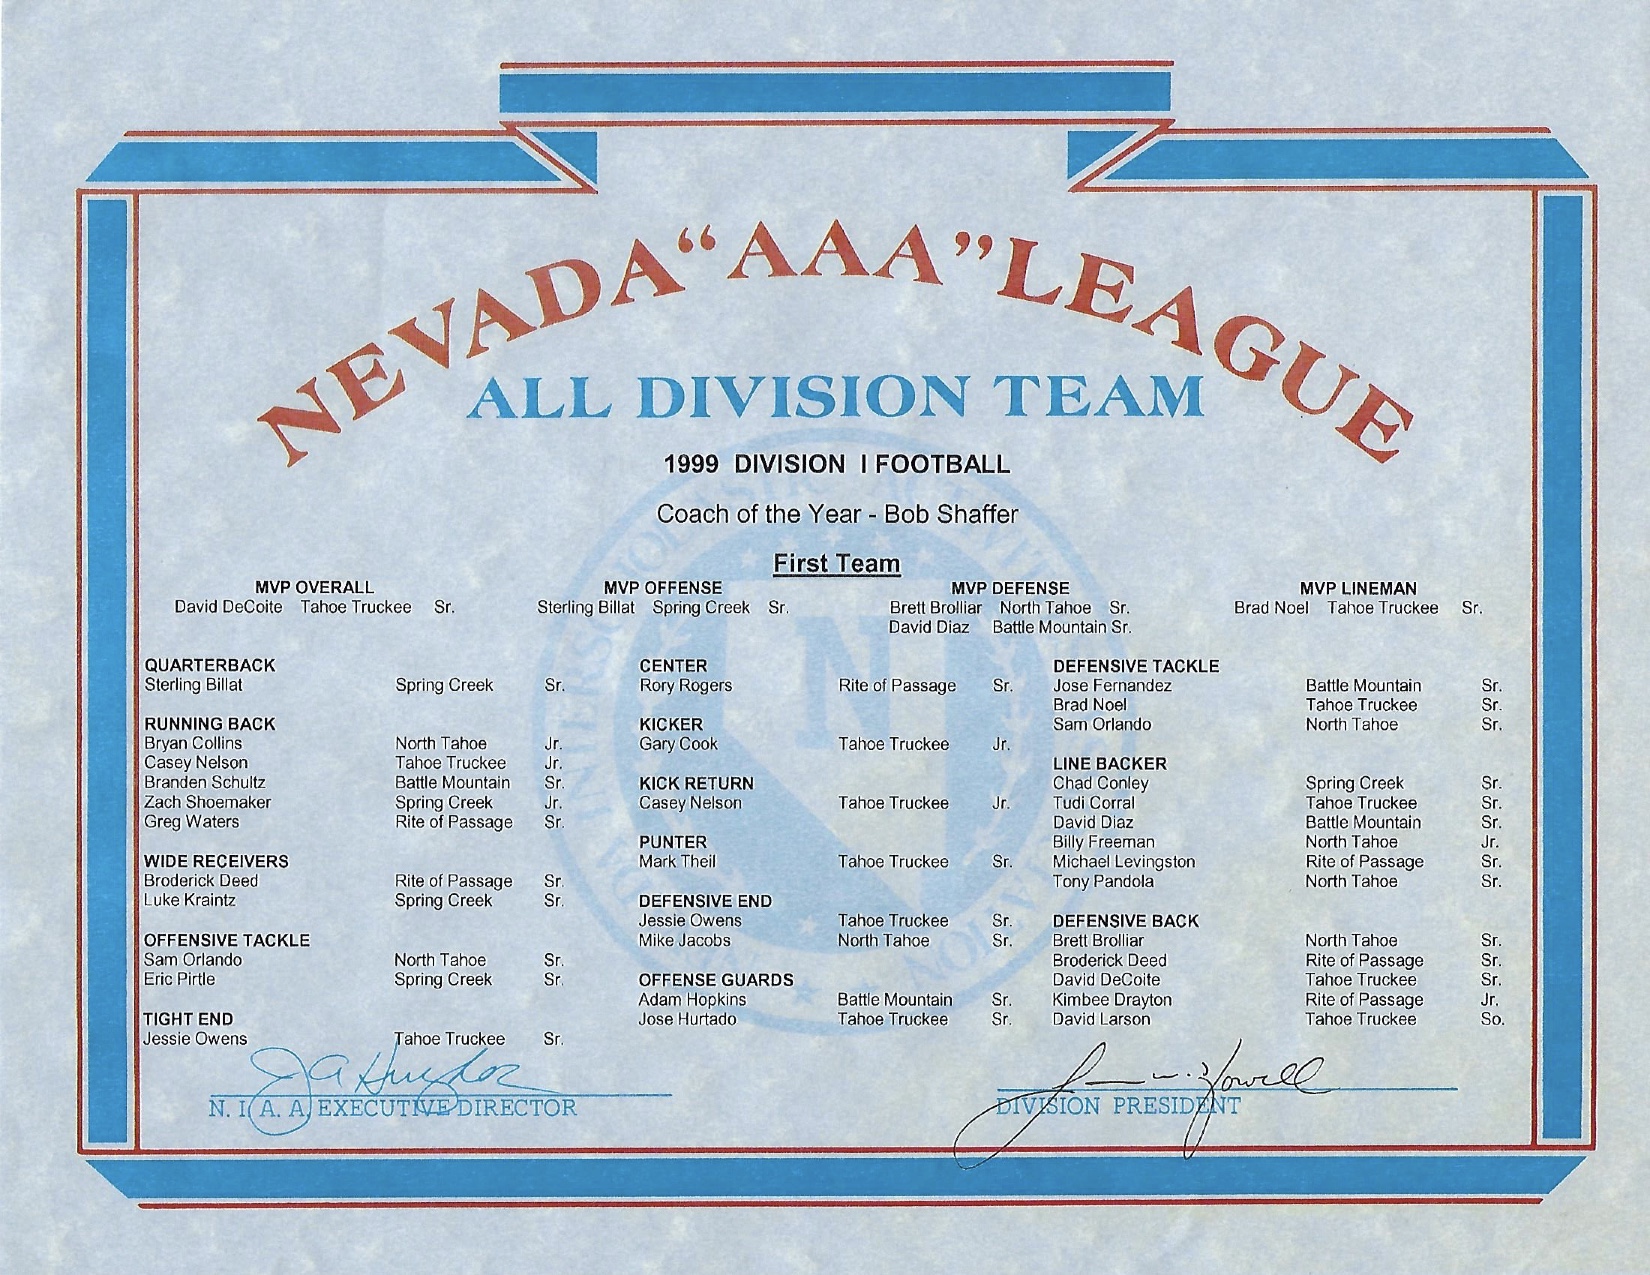 NEVADA "AAA" LEAGUE
ALL DIVISION TEAM
1999 DIVISION I FOOTBALL
Coach of the Year - Bob Shaffer
First Team
MVP OVERALL
David DeCoite Tahoe Truckee Sr.
MVP OFFENSE
Sterling Billat Spring Creek Sr.
MVP DEFENSE
Brett Brolliar North Tahoe Sr.
David Diaz Battle Mountain Sr.
MVP LINEMAN
Brad Noel Tahoe Truckee Sr.
QUARTERBACK
Sterling Billat Spring Creek Sr.
RUNNING BACK
Bryan Collins North Tahoe Jr.
Casey Nelson Tahoe Truckee Jr.
Branden Schultz Battle Mountain Sr.
Zach Shoemaker Spring Creek Jr.
Greg Waters Rite of Passage Sr.
WIDE RECEIVERS
Broderick Deed Rite of Passage Sr.
Luke Kraintz Spring Creek Sr.
OFFENSIVE TACKLE
Sam Orlando North Tahoe Sr.
Eric Pirtle Spring Creek Sr.
TIGHT END
Jessie Owens Tahoe Truckee Sr.
CENTER
Rory Rogers Rite of Passage Sr.
KICKER
Gary Cook Tahoe Truckee Jr.
KICK RETURN
Casey Nelson Tahoe Truckee Jr.
PUNTER
Mark Theil Tahoe Truckee Sr.
DEFENSIVE END
Jessie Owens Tahoe Truckee Sr.
Mike Jacobs North Tahoe Sr.
OFFENSE GUARDS
Adam Hopkins Battle Mountain Sr.
Jose Hurtado Tahoe Truckee Sr.
DEFENSIVE TACKLE
Jose Fernandez Battle Mountain Sr.
Brad Noel Tahoe Truckee Sr.
Sam Orlando North Tahoe Sr.
LINE BACKER
Chad Conley Spring Creek Sr.
Tudi Corral Tahoe Truckee Sr.
David Diaz Battle Mountain Sr.
Billy Freeman North Tahoe Jr.
Michael Levingston Rite of Passage Sr.
Tony Pandola North Tahoe Sr.
DEFENSIVE BACK
Brett Brolliar North Tahoe Sr.
Broderick Deed Rite of Passage Sr.
David DeCoite Tahoe Truckee Sr.
Kimbee Drayton Rite of Passage Jr.
David Larson Tahoe Truckee So.
N. I. A. A. EXECUTIVE DIRECTOR
DIVISION PRESIDENT